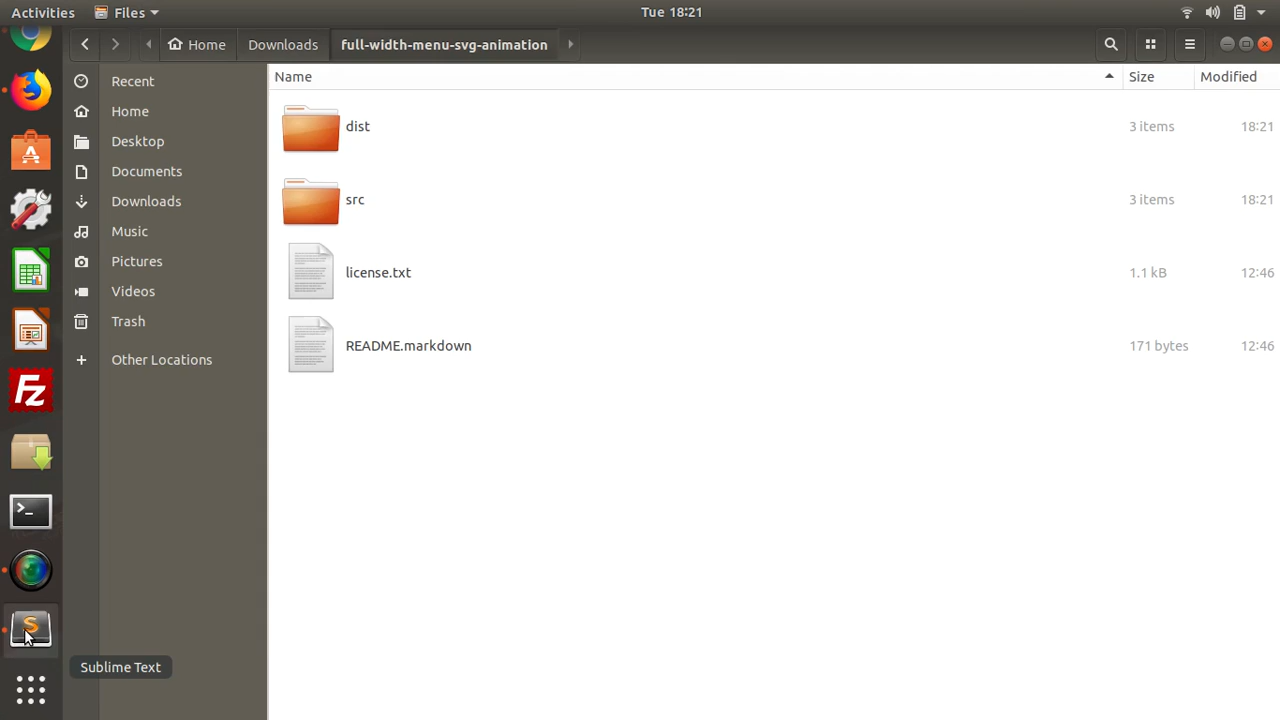 Activities Files Tue 18:21
Home Downloads full-width-menu-svg-animation
Name Size Modified
Recent
Home
Desktop
Documents
Downloads
Music
Pictures
Videos
Trash
Other Locations
dist 3 items 18:21
src 3 items 18:21
license.txt 1.1 kB 12:46
README.markdown 171 bytes 12:46
FZ
>_
S
Sublime Text